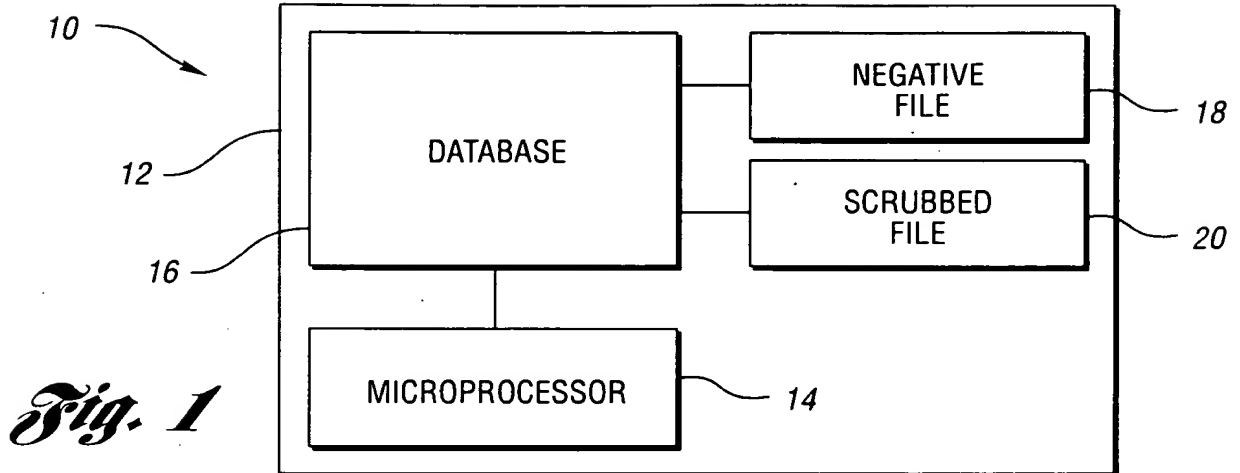 10
12
16
DATABASE
NEGATIVE
FILE
18
SCRUBBED
FILE
20
MICROPROCESSOR
14
Fig. 1